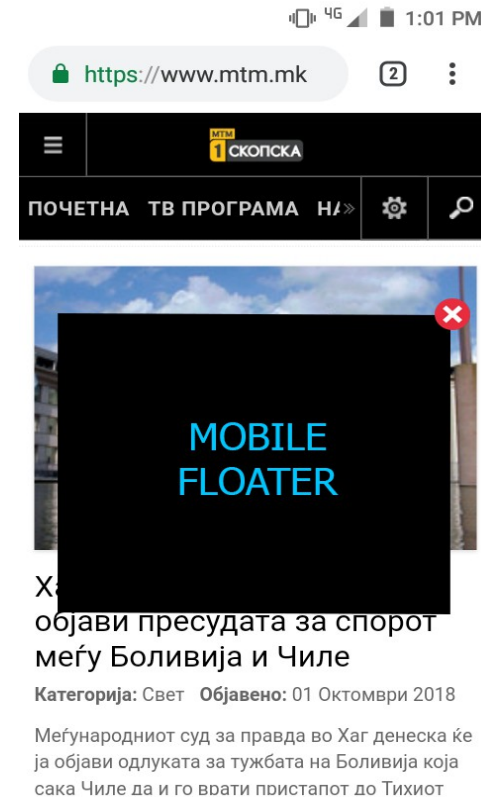 4G 1:01 PM
https://www.mtm.mk 2
МТМ
1 СКОПСКА
ПОЧЕТНА ТВ ПРОГРАМА
MOBILE
FLOATER
објави пресудата за спорот
меѓу Боливија и Чиле
Категорија: Свет Објавено: 01 Октомври 2018
Меѓународниот суд за правда во Хаг денеска ќе
ја објави одлуката за тужбата на Боливија која
сака Чиле да и го врати пристапот до Тихиот